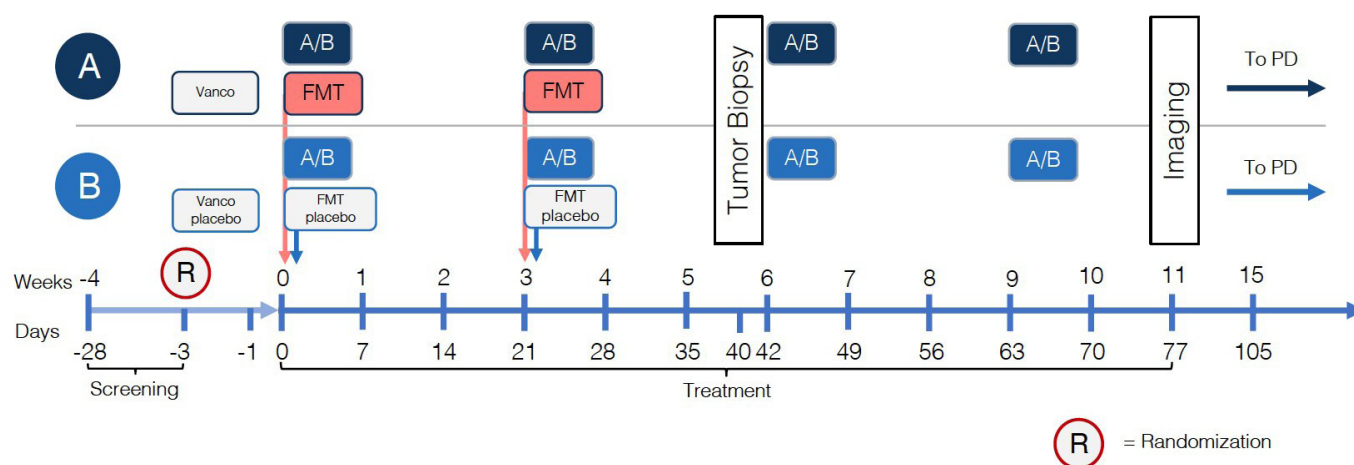 A
A/B
A/B
A/B
A/B
To PD
Vanco
FMT
FMT
Tumor Biopsy
Imaging
B
A/B
A/B
A/B
A/B
To PD
Vanco
placebo
FMT
placebo
FMT
placebo
R
Weeks -4 0 1 2 3 4 5 6 7 8 9 10 11 15
Days
-28 -3 -1 0 7 14 21 28 35 40 42 49 56 63 70 77 105
Screening
Treatment
R = Randomization